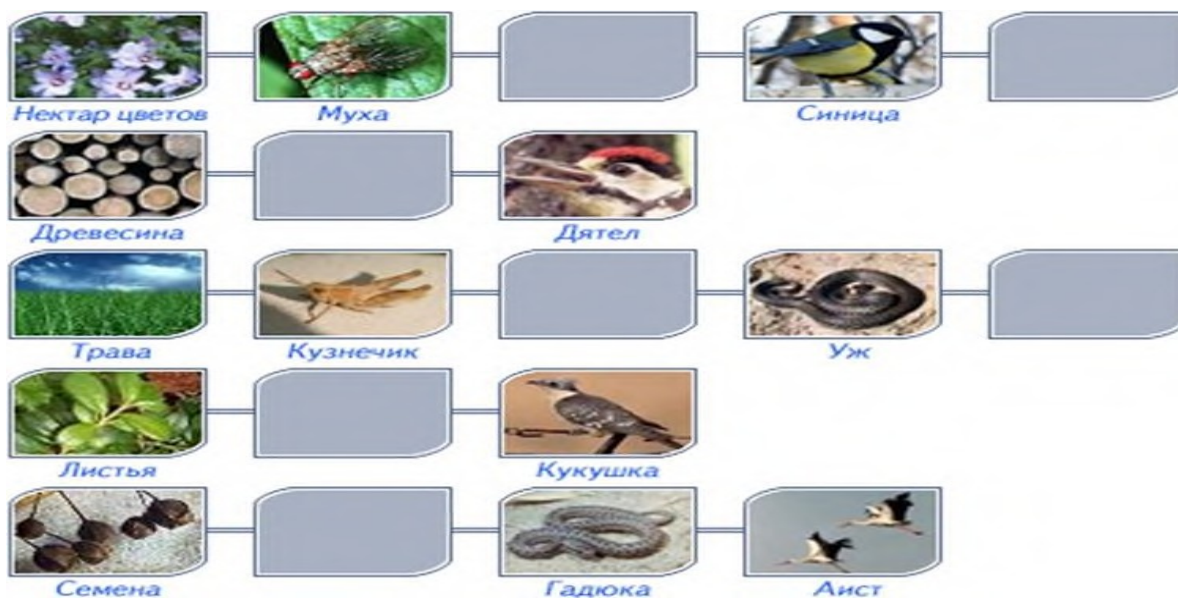 Нектар цветов Муха Синица
Древесина Дятел
Трава Кузнечик Уж
Листья Кукушка
Семена Гадюка Аист